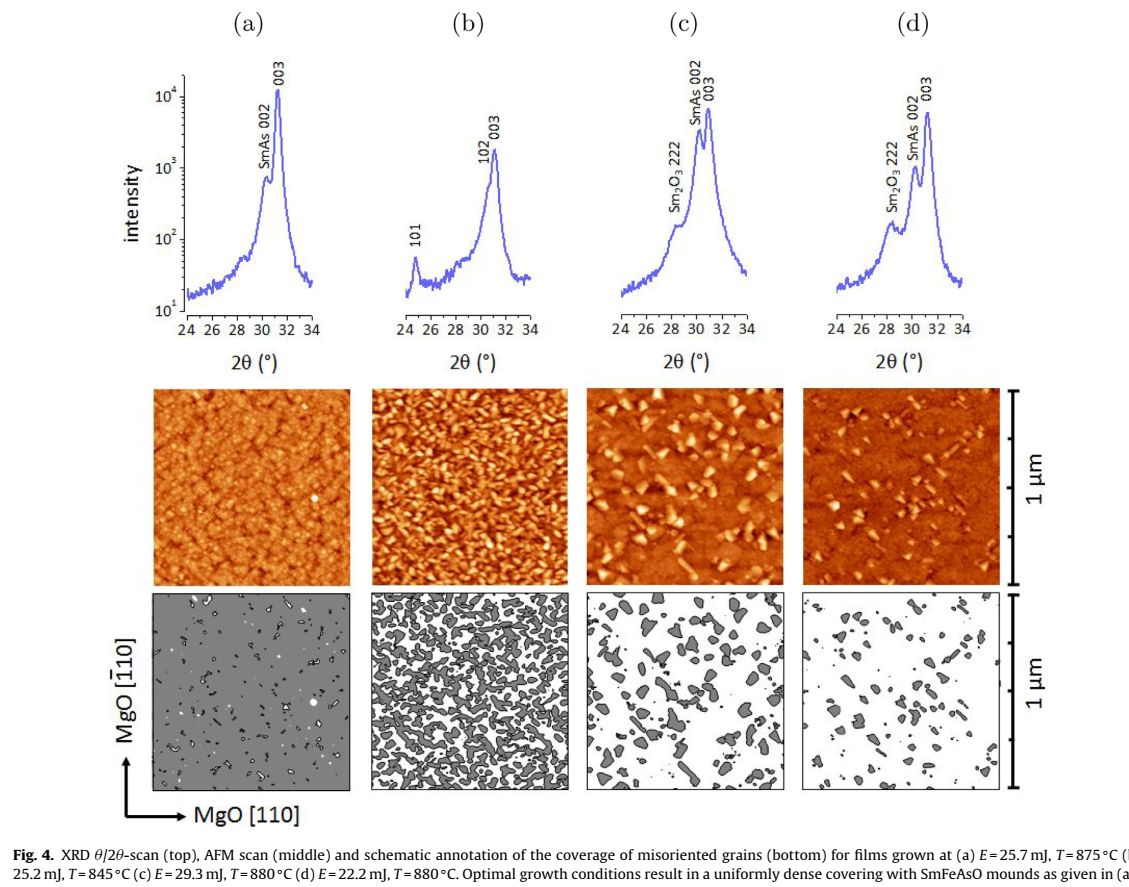 (a) (b) (c) (d)
intensity
10⁴
10³
10²
10¹
SmAs 002
003
24 26 28 30 32 34
2θ (°)
101
102
003
24 26 28 30 32 34
2θ (°)
Sm₂O₃ 222
SmAs 002
003
24 26 28 30 32 34
2θ (°)
Sm₂O₃ 222
SmAs 002
003
24 26 28 30 32 34
2θ (°)
1 μm
1 μm
MgO [1̄10]
MgO [110]
Fig. 4. XRD θ/2θ-scan (top), AFM scan (middle) and schematic annotation of the coverage of misoriented grains (bottom) for films grown at (a) E = 25.7 mJ, T = 875 °C (
25.2 mJ, T = 845 °C (c) E = 29.3 mJ, T = 880 °C (d) E = 22.2 mJ, T = 880 °C. Optimal growth conditions result in a uniformly dense covering with SmFeAsO mounds as given in (a